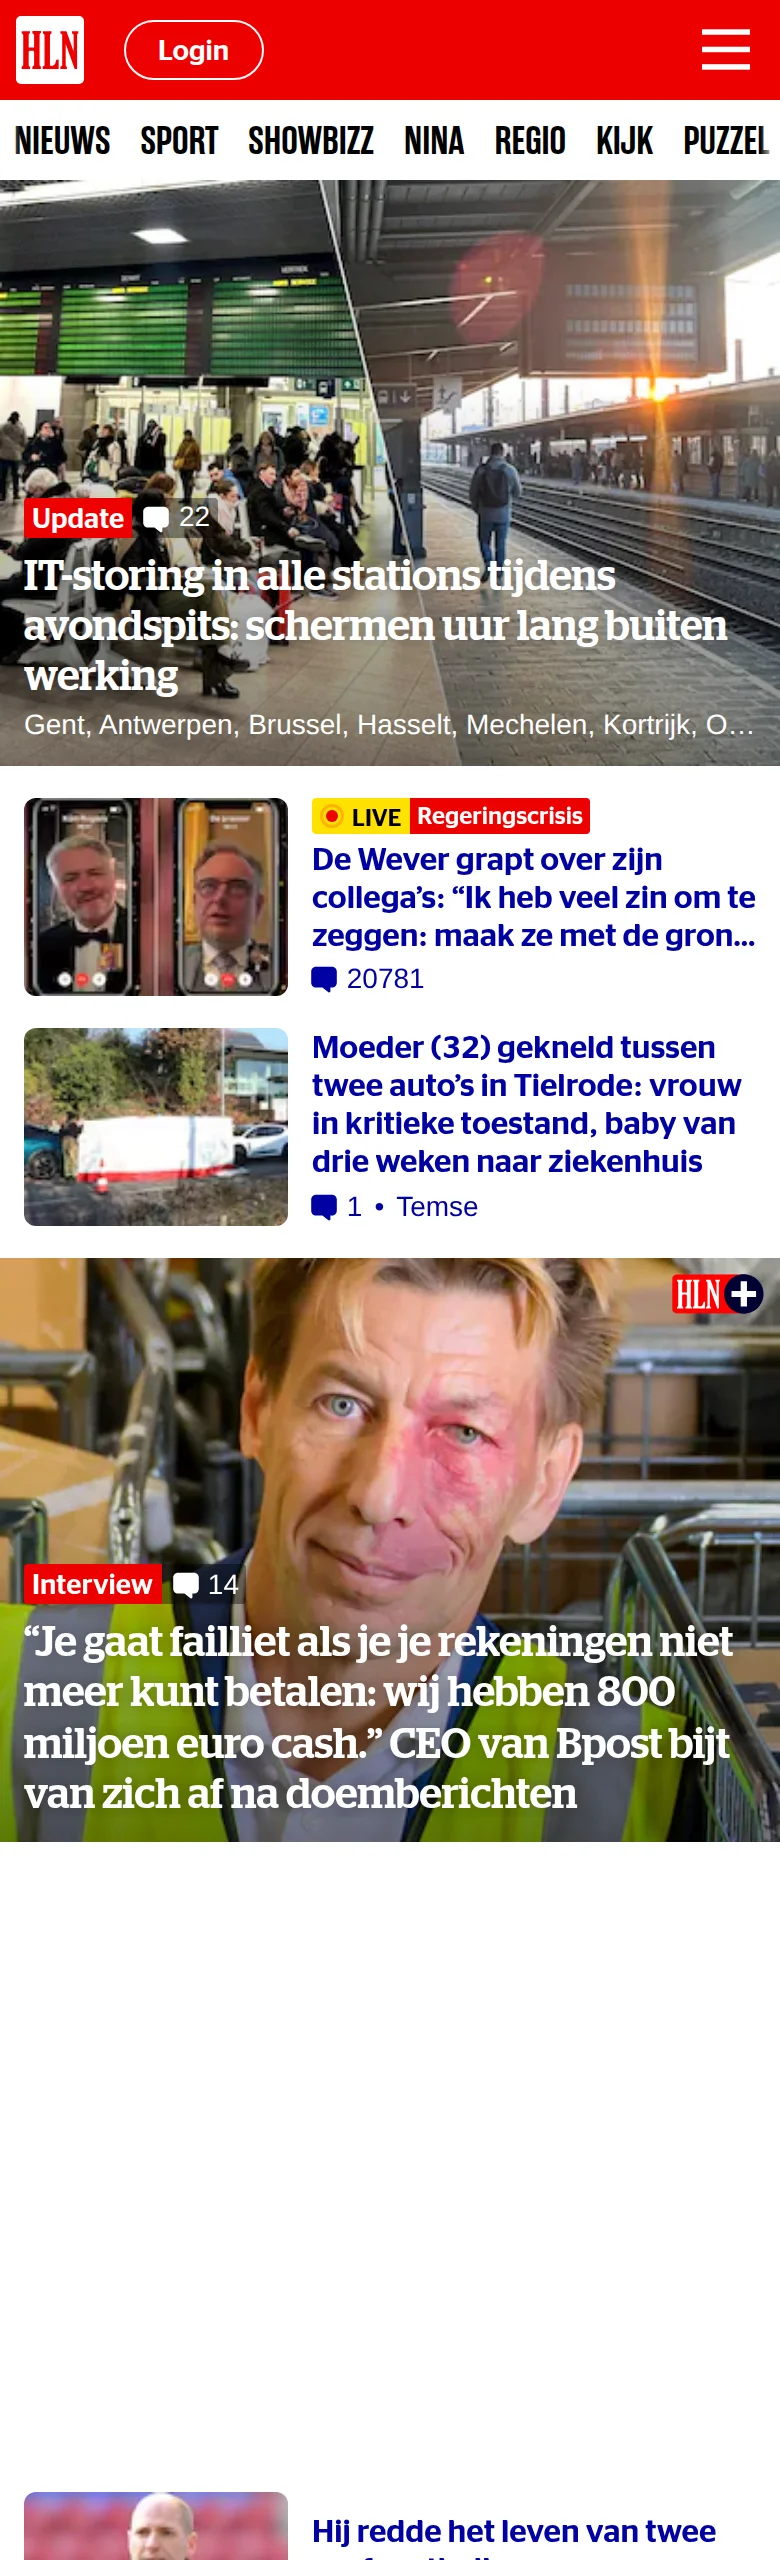 HLN
Login
NIEUWS SPORT SHOWBIZZ NINA REGIO KIJK PUZZEL
Update 22
IT-storing in alle stations tijdens
avondspits: schermen uur lang buiten
werking
Gent, Antwerpen, Brussel, Hasselt, Mechelen, Kortrijk, O…
LIVE Regeringscrisis
De Wever grapt over zijn
collega’s: “Ik heb veel zin om te
zeggen: maak ze met de gron...
20781
Moeder (32) gekneld tussen
twee auto’s in Tielrode: vrouw
in kritieke toestand, baby van
drie weken naar ziekenhuis
1 • Temse
HLN+
Interview 14
“Je gaat failliet als je je rekeningen niet
meer kunt betalen: wij hebben 800
miljoen euro cash.” CEO van Bpost bijt
van zich af na doemberichten
Hij redde het leven van twee